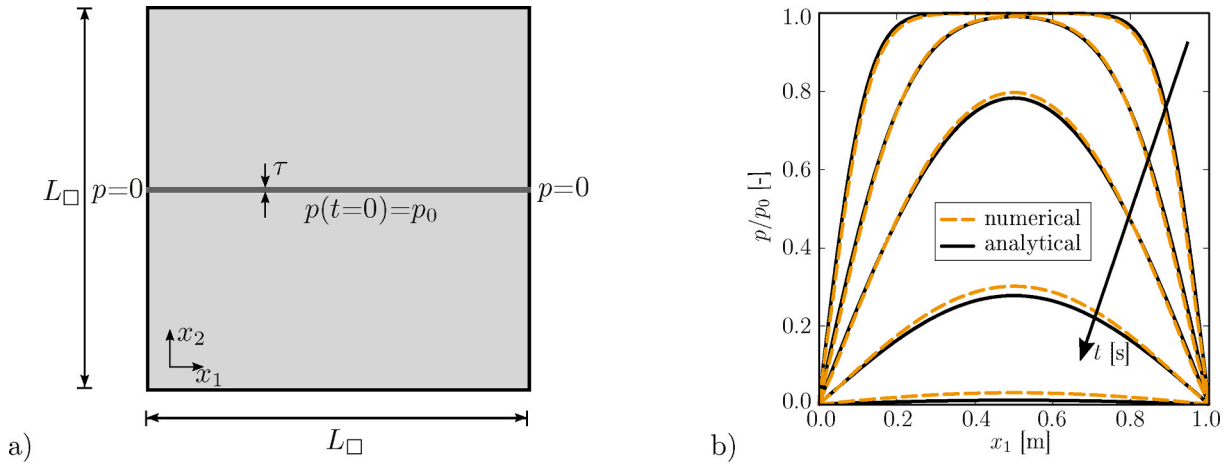 L□
p=0
τ
p(t=0)=p₀
p=0
x₂
x₁
L□
a)
1.0
0.8
0.6
0.4
0.2
0.0
p/p₀ [-]
numerical
analytical
t [s]
0.0 0.2 0.4 0.6 0.8 1.0
x₁ [m]
b)